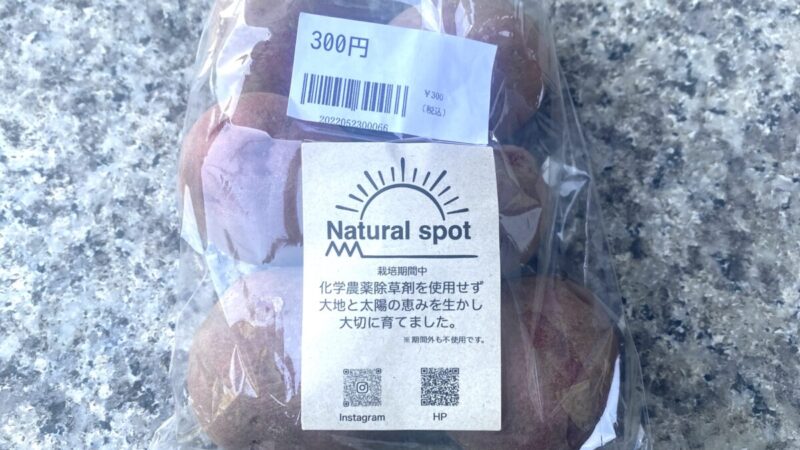 300円
¥300
(税込)
2022052300066
Natural spot
栽培期間中
化学農薬除草剤を使用せず
大地と太陽の恵みを生かし
大切に育てました。
※期間外も不使用です。
Instagram
HP